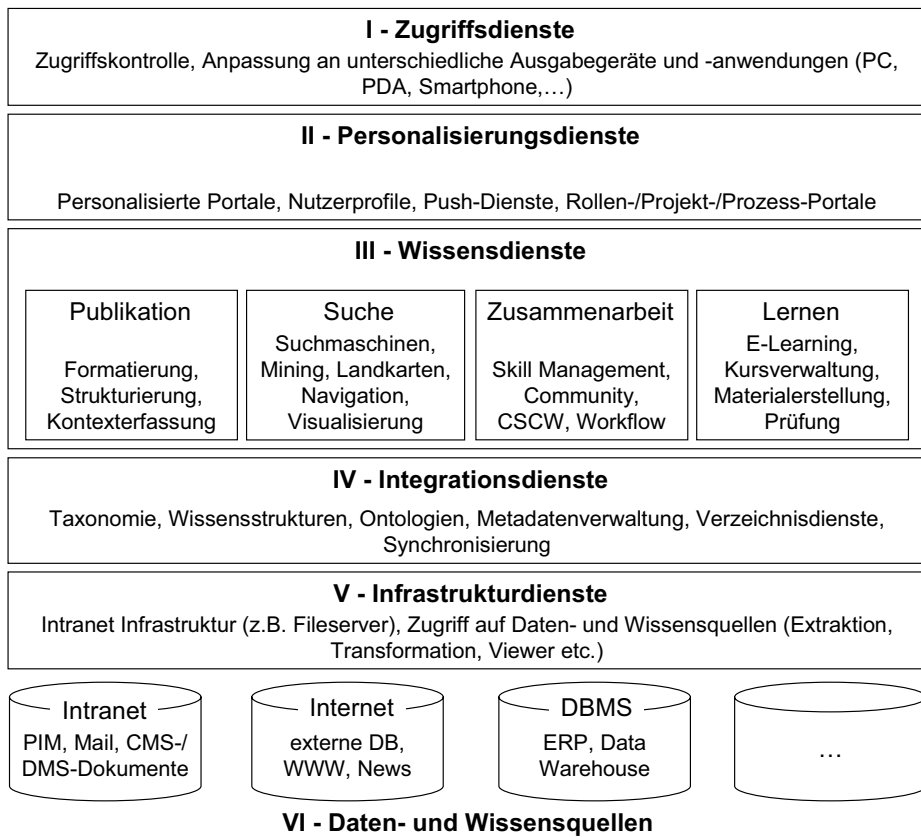 I - Zugriffsdienste
Zugriffskontrolle, Anpassung an unterschiedliche Ausgabegeräte und -anwendungen (PC,
PDA, Smartphone,…)
II - Personalisierungsdienste
Personalisierte Portale, Nutzerprofile, Push-Dienste, Rollen-/Projekt-/Prozess-Portale
III - Wissensdienste
Publikation
Formatierung,
Strukturierung,
Kontexterfassung
Suche
Suchmaschinen,
Mining, Landkarten,
Navigation,
Visualisierung
Zusammenarbeit
Skill Management,
Community,
CSCW, Workflow
Lernen
E-Learning,
Kursverwaltung,
Materialerstellung,
Prüfung
IV - Integrationsdienste
Taxonomie, Wissensstrukturen, Ontologien, Metadatenverwaltung, Verzeichnisdienste,
Synchronisierung
V - Infrastrukturdienste
Intranet Infrastruktur (z.B. Fileserver), Zugriff auf Daten- und Wissensquellen (Extraktion,
Transformation, Viewer etc.)
Intranet
PIM, Mail, CMS-/
DMS-Dokumente
Internet
externe DB,
WWW, News
DBMS
ERP, Data
Warehouse
…
VI - Daten- und Wissensquellen